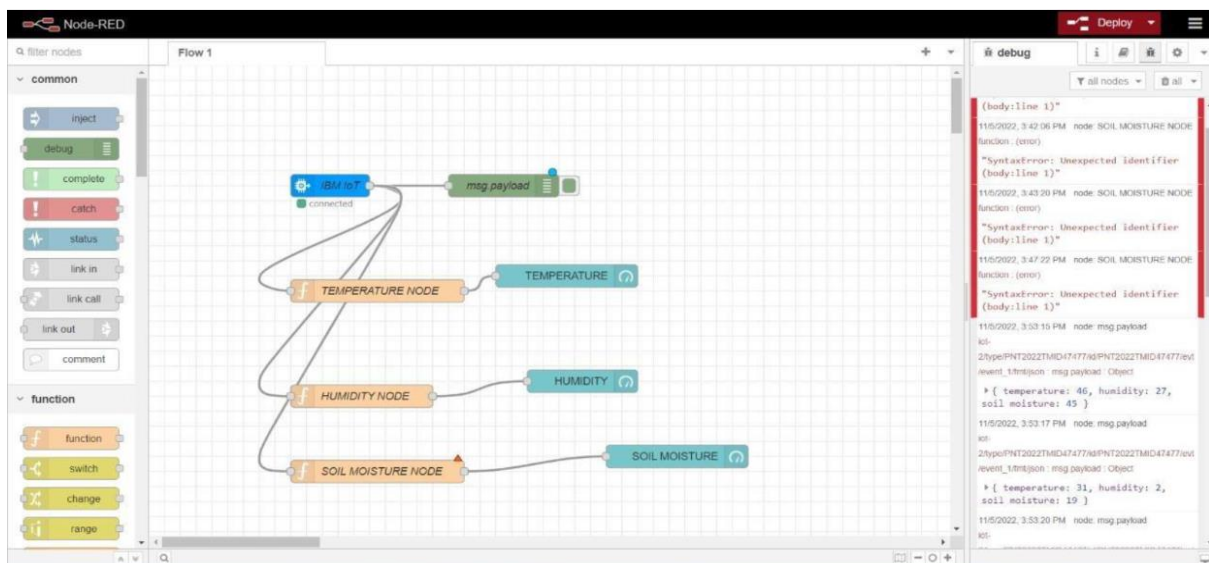 Node-RED
Deploy
filter nodes
common
inject
debug
complete
catch
status
link in
link call
link out
comment
function
function
switch
change
range
Flow 1
IBM IoT
connected
msg.payload
TEMPERATURE NODE
TEMPERATURE
HUMIDITY NODE
HUMIDITY
SOIL MOISTURE NODE
SOIL MOISTURE
debug
i
all nodes
all
(body:line 1)"
11/5/2022, 3:42:06 PM node: SOIL MOISTURE NODE
function : (error)
"SyntaxError: Unexpected identifier
(body:line 1)"
11/5/2022, 3:43:20 PM node: SOIL MOISTURE NODE
function : (error)
"SyntaxError: Unexpected identifier
(body:line 1)"
11/5/2022, 3:47:22 PM node: SOIL MOISTURE NODE
function : (error)
"SyntaxError: Unexpected identifier
(body:line 1)"
11/5/2022, 3:53:15 PM node: msg.payload
iot-
2/type/PNT2022TMID47477/id/PNT2022TMID47477/evt
/event_1/fmt/json : msg.payload : Object
{ temperature: 46, humidity: 27,
soil moisture: 45 }
11/5/2022, 3:53:17 PM node: msg.payload
iot-
2/type/PNT2022TMID47477/id/PNT2022TMID47477/evt
/event_1/fmt/json : msg.payload : Object
{ temperature: 31, humidity: 2,
soil moisture: 19 }
11/5/2022, 3:53:20 PM node: msg.payload
iot-